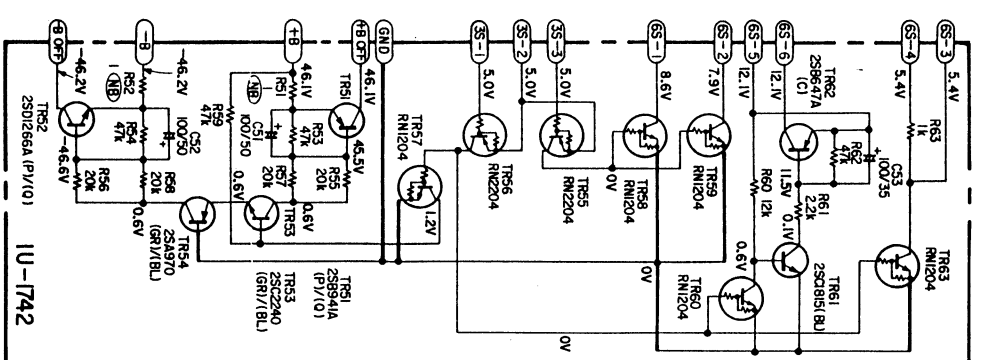 -B OFF
-B
+B
+B OFF
GND
3S-1
3S-2
3S-3
6S-1
6S-2
6S-5
6S-6
6S-4
6S-3
-46.2V
-46.2V
46.1V
46.1V
5.0V
5.0V
5.0V
8.6V
7.9V
12.1V
12.1V
5.4V
5.4V
R52
1
NB
C52
100/50
R54
47k
TR52
2SD1266A (P)/(Q)
-46.6V
R56
20k
R58
20k
0.6V
R59
47k
R51
1
NB
C51
100/50
R53
47k
TR51
45.5V
R55
20k
R57
20k
0.6V
0.6V
TR53
TR54
2SA970
(GR)/(BL)
TR51
2SB941A
(P)/(Q)
TR53
2SC2240
(GR)/(BL)
TR57
RN1204
1.2V
TR56
RN2204
TR55
RN2204
TR58
RN1204
0V
TR59
RN1204
0V
0V
TR62
2SB647A
(C)
R62
47k
C53
100/35
R60 12k
11.5V
R61
2.2k
0.1V
0.6V
TR61
2SC1815(BL)
TR60
RN1204
R63
1k
TR63
RN1204
1U-1742